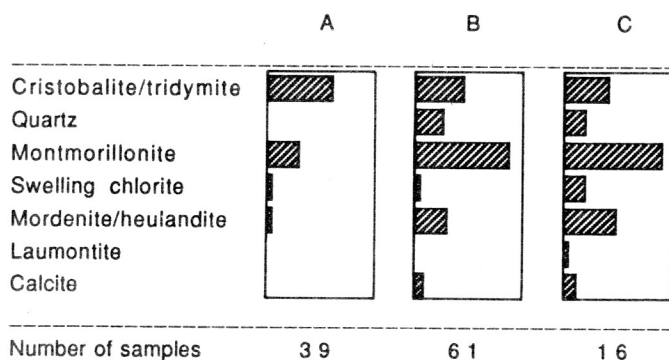 A B C
Cristobalite/tridymite
Quartz
Montmorillonite
Swelling chlorite
Mordenite/heulandite
Laumontite
Calcite
Number of samples 39 61 16